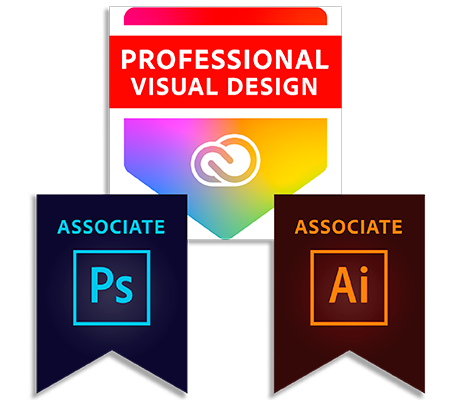 PROFESSIONAL
VISUAL DESIGN
ASSOCIATE
Ps
ASSOCIATE
Ai